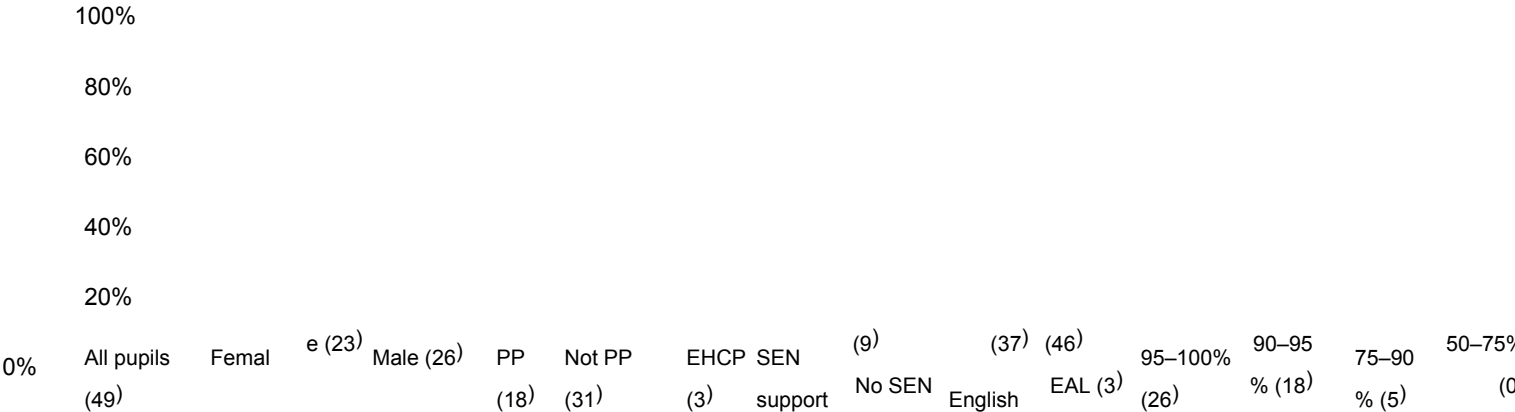 100%
80%
60%
40%
20%
0%
All pupils
(49)
Femal
e (23)
Male (26)
PP
(18)
Not PP
(31)
EHCP
(3)
SEN
support
(9)
No SEN
(37)
English
(46)
EAL (3)
95–100%
(26)
90–95
% (18)
75–90
% (5)
50–75%
(0